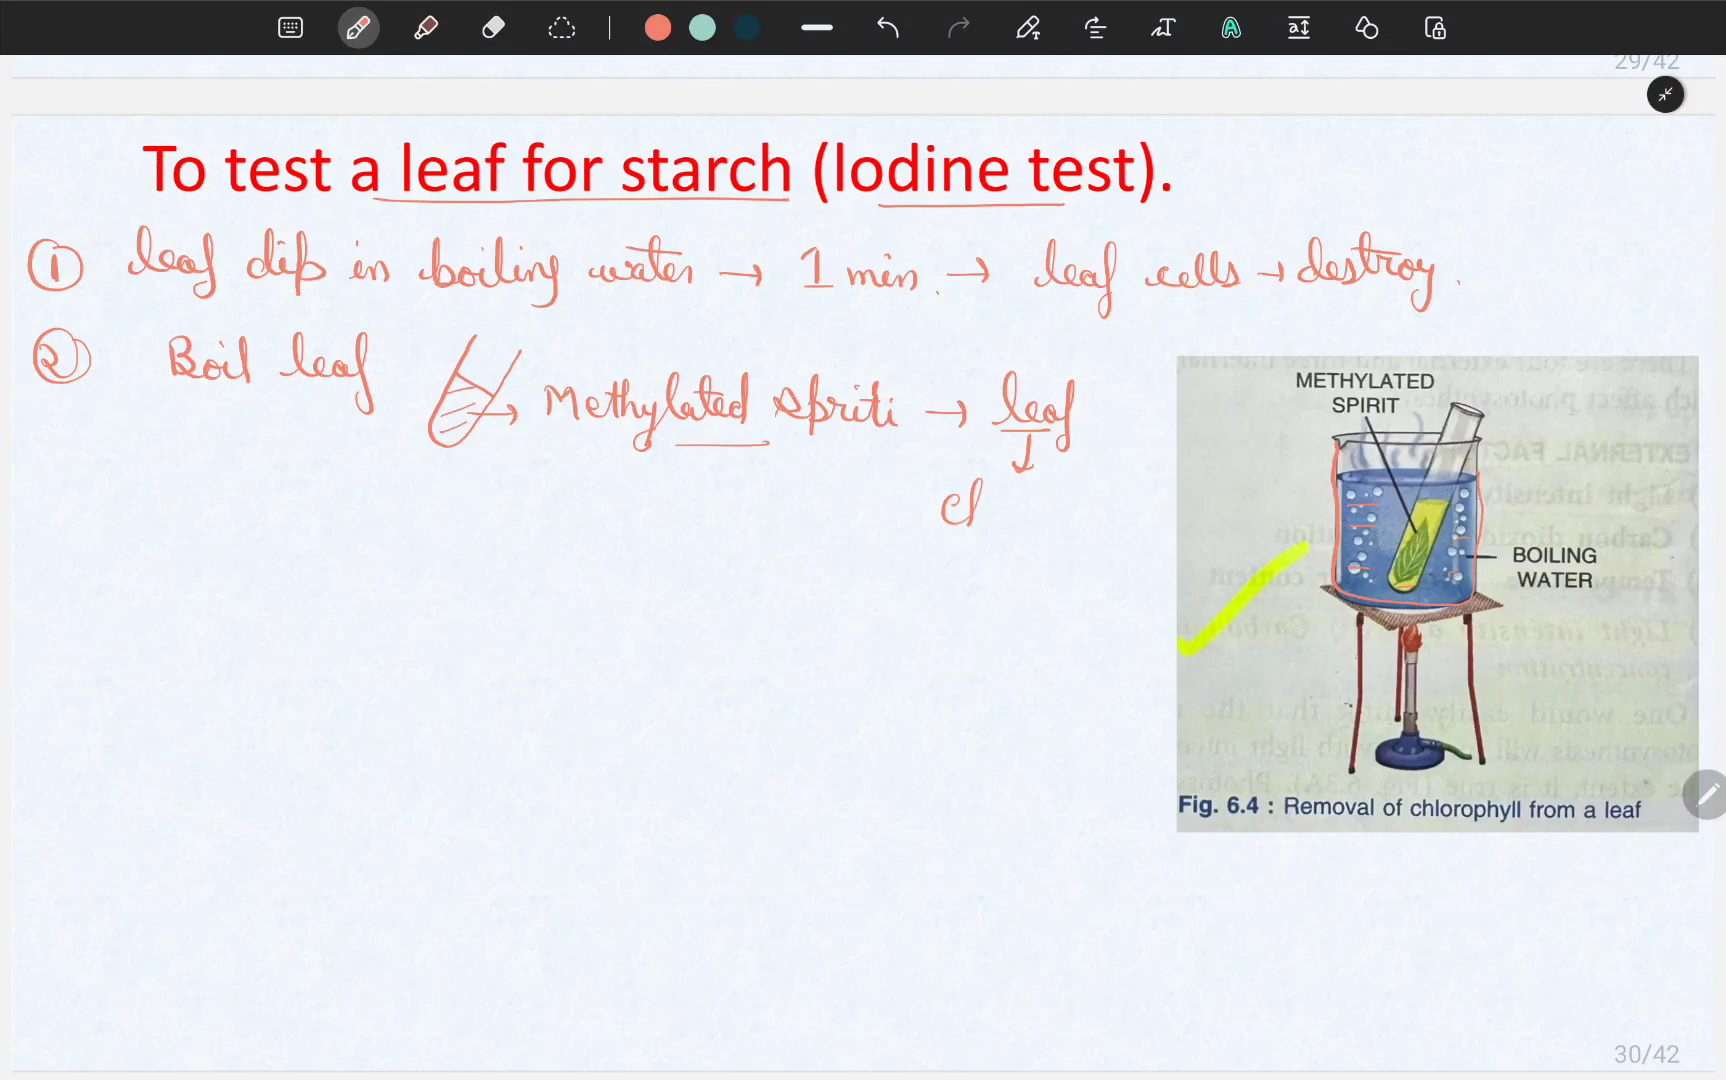 29/42
To test a leaf for starch (Iodine test).
① leaf dip in boiling water → 1 min. → leaf cells → destroy.
② Boil leaf → Methylated Spriti → leaf
↓
ch
METHYLATED
SPIRIT
BOILING
WATER
Fig. 6.4 : Removal of chlorophyll from a leaf
30/42